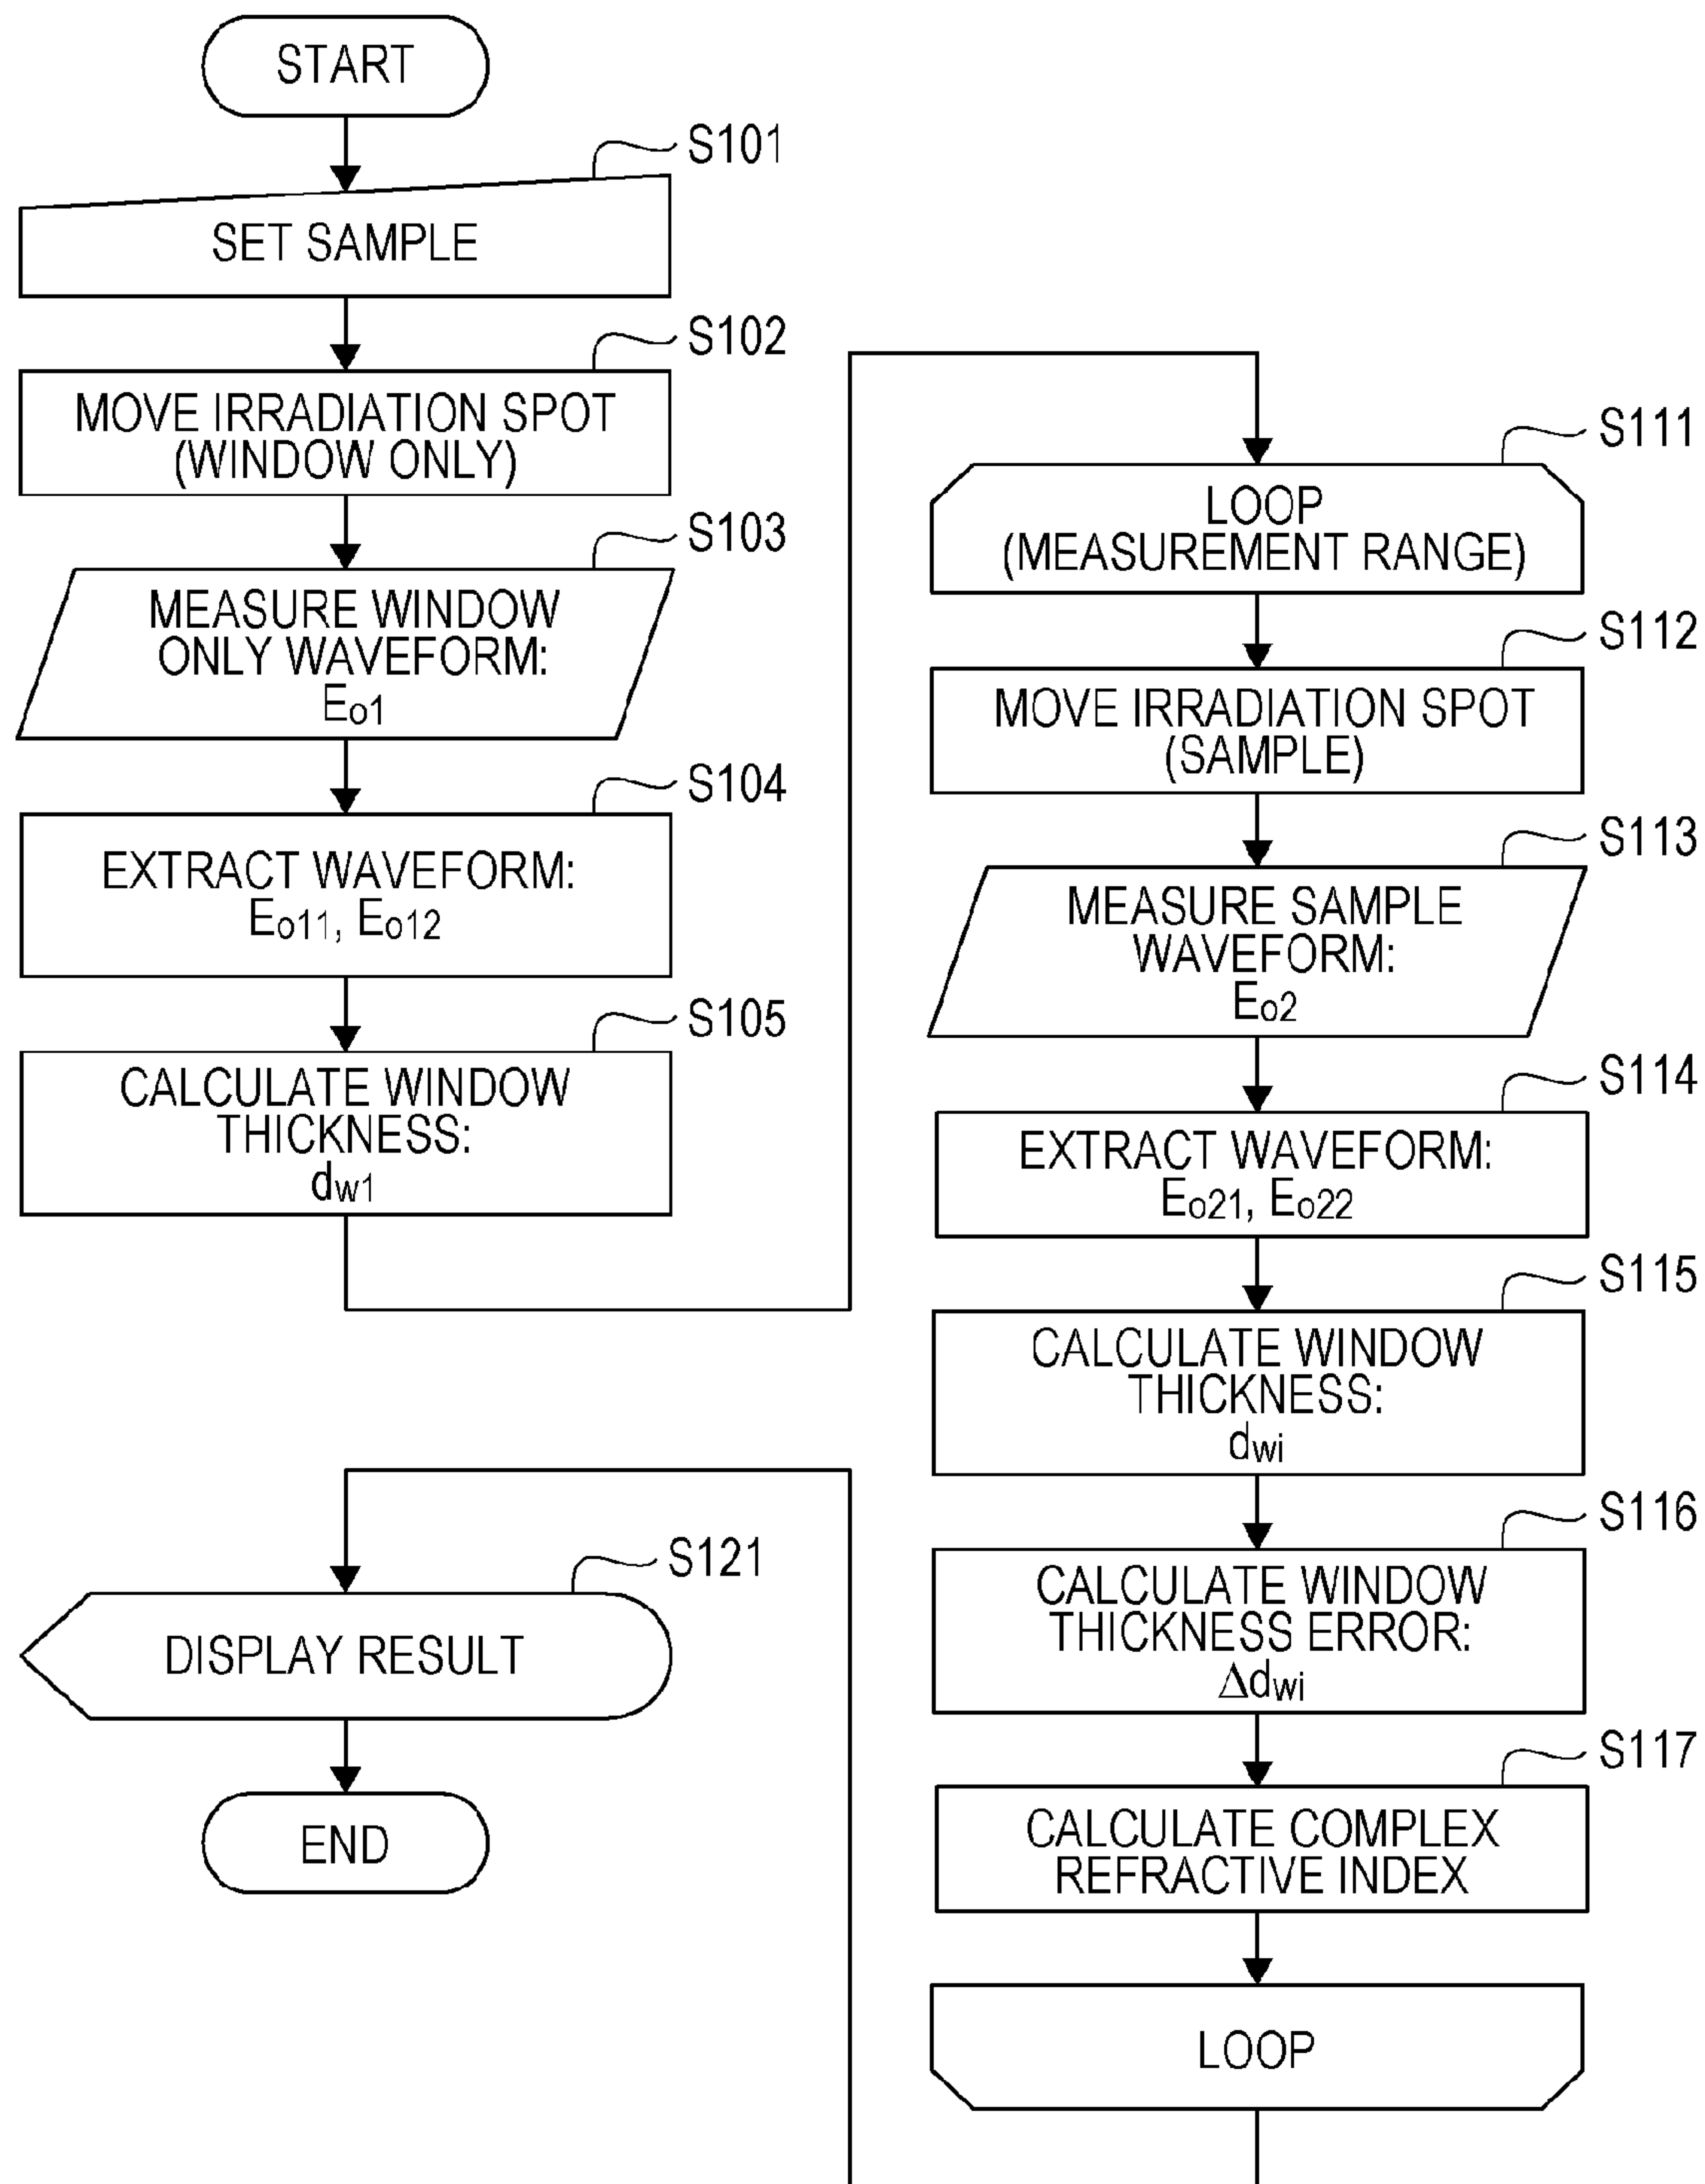 START
S101
SET SAMPLE
S102
MOVE IRRADIATION SPOT
(WINDOW ONLY)
S103
MEASURE WINDOW
ONLY WAVEFORM:
Eo1
S104
EXTRACT WAVEFORM:
Eo11, Eo12
S105
CALCULATE WINDOW
THICKNESS:
dw1
S111
LOOP
(MEASUREMENT RANGE)
S112
MOVE IRRADIATION SPOT
(SAMPLE)
S113
MEASURE SAMPLE
WAVEFORM:
Eo2
S114
EXTRACT WAVEFORM:
Eo21, Eo22
S115
CALCULATE WINDOW
THICKNESS:
dwi
S116
CALCULATE WINDOW
THICKNESS ERROR:
Δdwi
S117
CALCULATE COMPLEX
REFRACTIVE INDEX
LOOP
S121
DISPLAY RESULT
END